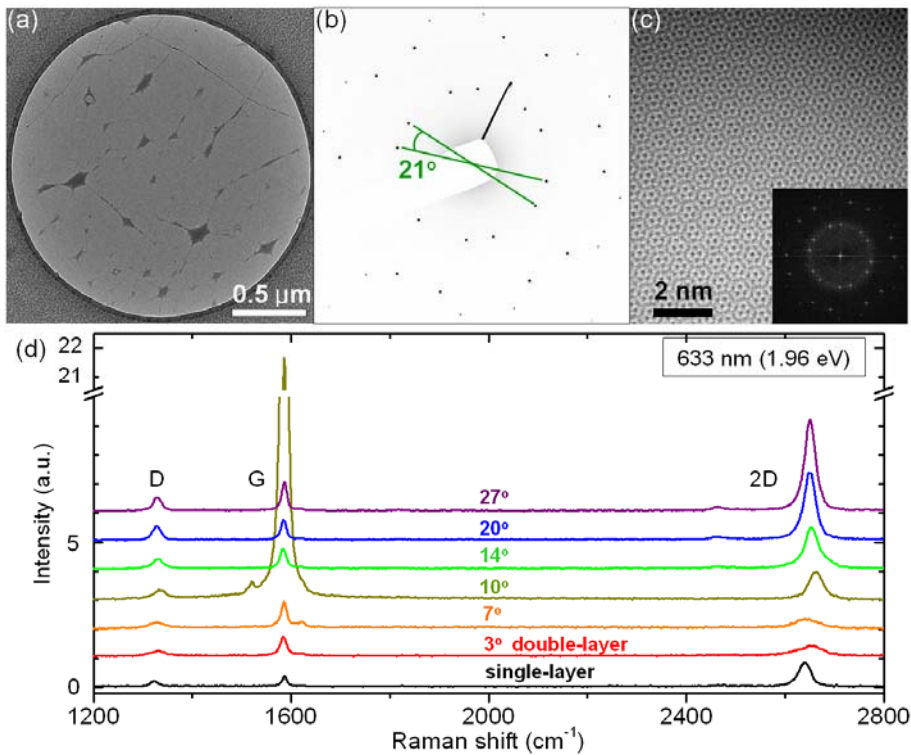 (a)
0.5 µm
(b)
21°
(c)
2 nm
(d)
22
21
5
0
Intensity (a.u.)
633 nm (1.96 eV)
D
G
2D
27°
20°
14°
10°
7°
3° double-layer
single-layer
1200 1600 2000 2400 2800
Raman shift (cm⁻¹)